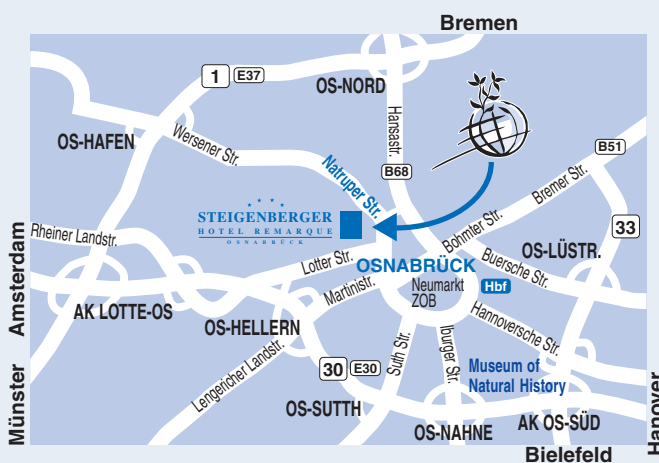 Bremen
1 E37
OS-NORD
OS-HAFEN
Wersener Str.
Hansastr.
B68
Natruper Str.
B51
Bremer Str.
33
STEIGENBERGER
HOTEL REMARQUE
OSNABRÜCK
Rheiner Landstr.
Bohmter Str.
OS-LÜSTR.
Buersche Str.
Lotter Str.
OSNABRÜCK
Neumarkt
ZOB
Hbf
Martinistr.
Amsterdam
AK LOTTE-OS
OS-HELLERN
Hannoversche Str.
Lengericher Landstr.
30 E30
Suth Str.
Iburger Str.
Museum of
Natural History
OS-SUTTH
OS-NAHNE
AK OS-SÜD
Münster
Hanover
Bielefeld